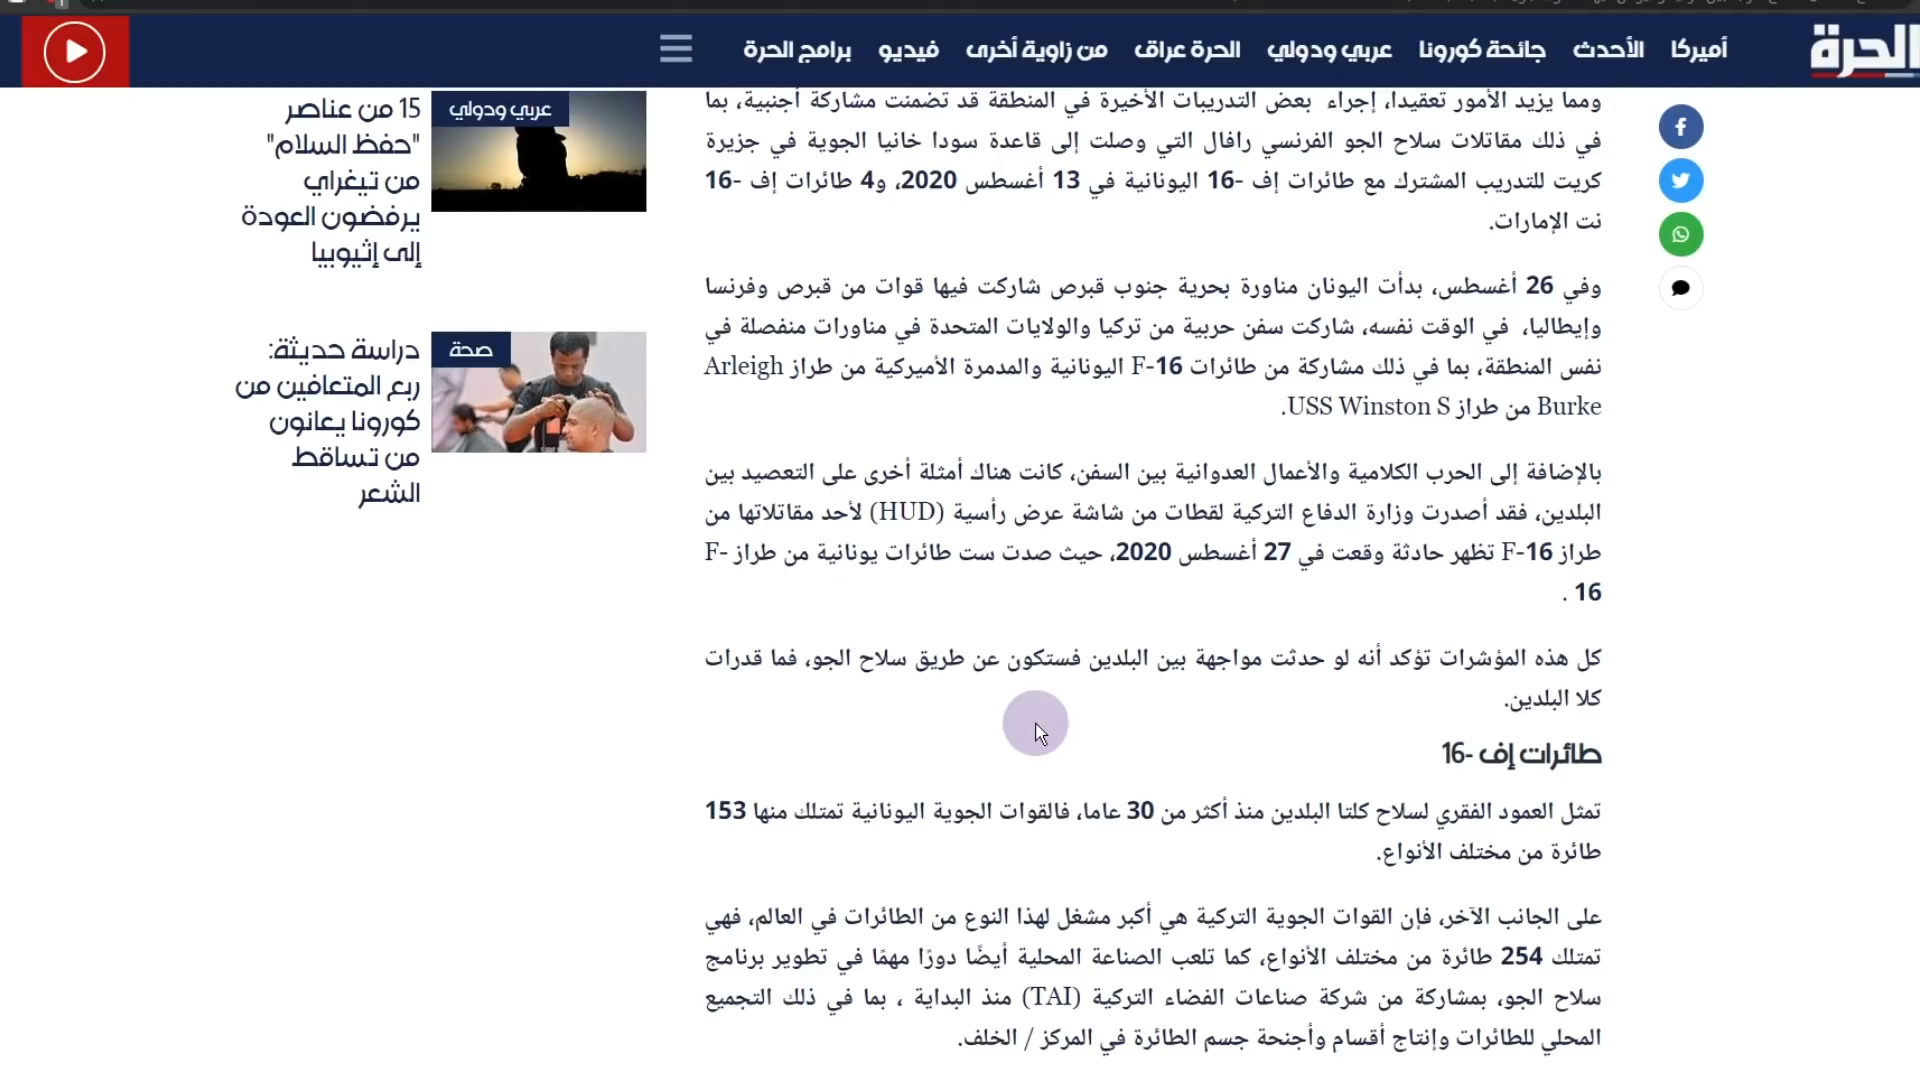 الحرة
أميركا الأحدث جائحة كورونا عربي ودولي الحرة عراق من زاوية أخرى فيديو برامج الحرة
ومما يزيد الأمور تعقيدا، إجراء بعض التدريبات الأخيرة في المنطقة قد تضمنت مشاركة أجنبية، بما
في ذلك مقاتلات سلاح الجو الفرنسي رافال التي وصلت إلى قاعدة سودا خانيا الجوية في جزيرة
كريت للتدريب المشترك مع طائرات إف -16 اليونانية في 13 أغسطس 2020، و4 طائرات إف -16
نت الإمارات.
وفي 26 أغسطس، بدأت اليونان مناورة بحرية جنوب قبرص شاركت فيها قوات من قبرص وفرنسا
وإيطاليا، في الوقت نفسه، شاركت سفن حربية من تركيا والولايات المتحدة في مناورات منفصلة في
نفس المنطقة، بما في ذلك مشاركة من طائرات F-16 اليونانية والمدمرة الأميركية من طراز Arleigh
Burke من طراز USS Winston S.
بالإضافة إلى الحرب الكلامية والأعمال العدوانية بين السفن، كانت هناك أمثلة أخرى على التعصيد بين
البلدين، فقد أصدرت وزارة الدفاع التركية لقطات من شاشة عرض رأسية (HUD) لأحد مقاتلاتها من
طراز F-16 تظهر حادثة وقعت في 27 أغسطس 2020، حيث صدت ست طائرات يونانية من طراز F-
16 .
كل هذه المؤشرات تؤكد أنه لو حدثت مواجهة بين البلدين فستكون عن طريق سلاح الجو، فما قدرات
كلا البلدين.
طائرات إف -16
تمثل العمود الفقري لسلاح كلتا البلدين منذ أكثر من 30 عاما، فالقوات الجوية اليونانية تمتلك منها 153
طائرة من مختلف الأنواع.
على الجانب الآخر، فإن القوات الجوية التركية هي أكبر مشغل لهذا النوع من الطائرات في العالم، فهي
تمتلك 254 طائرة من مختلف الأنواع، كما تلعب الصناعة المحلية أيضًا دورًا مهمًا في تطوير برنامج
سلاح الجو، بمشاركة من شركة صناعات الفضاء التركية (TAI) منذ البداية ، بما في ذلك التجميع
المحلي للطائرات وإنتاج أقسام وأجنحة جسم الطائرة في المركز / الخلف.
عربي ودولي
15 من عناصر
"حفظ السلام"
من تيغراي
يرفضون العودة
إلى إثيوبيا
صحة
دراسة حديثة:
ربع المتعافين من
كورونا يعانون
من تساقط
الشعر